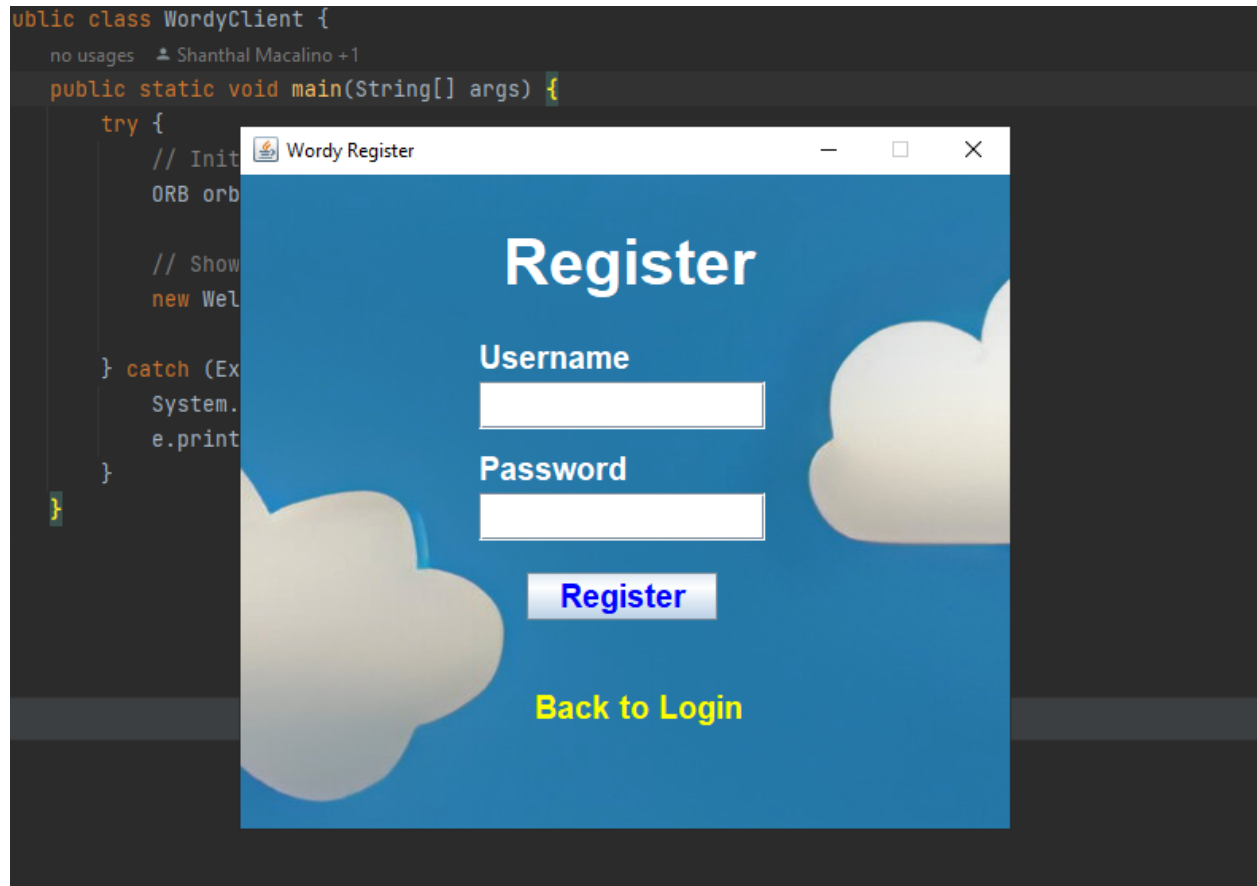 ublic class WordyClient {
no usages Shanthal Macalino +1
public static void main(String[] args) {
try {
// Init
ORB orb
// Show
new Wel
} catch (Ex
System.
e.print
}
}
Wordy Register
Register
Username
Password
Register
Back to Login